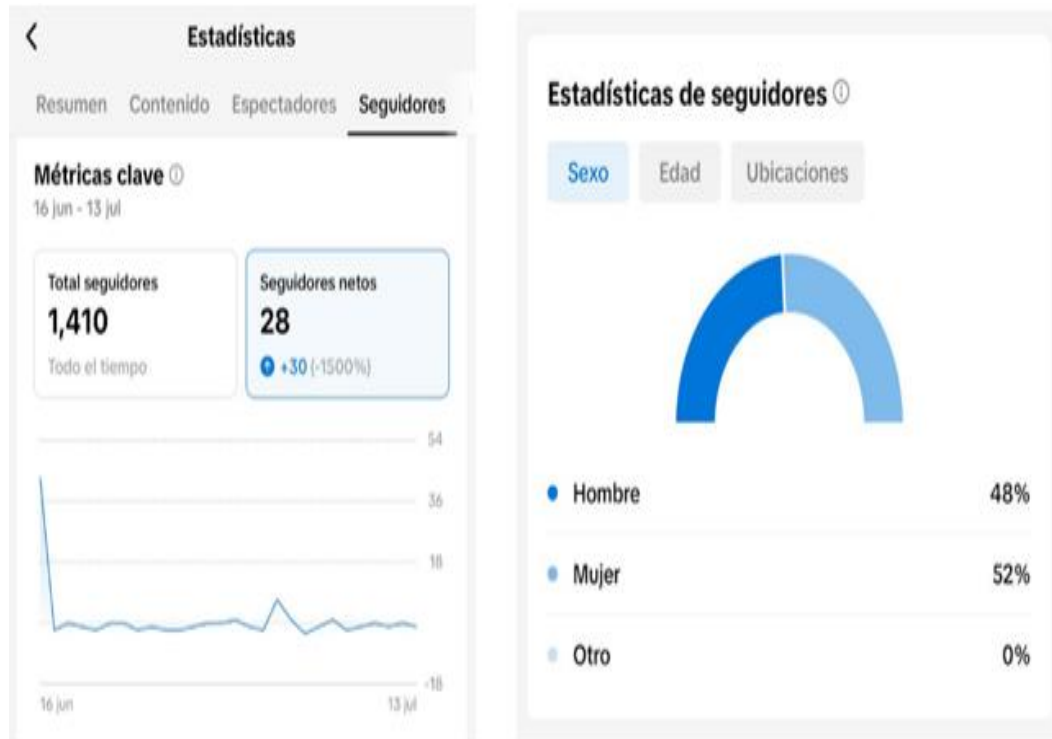 Estadísticas
Resumen Contenido Espectadores Seguidores
Métricas clave
16 jun - 13 jul
Total seguidores
1,410
Todo el tiempo
Seguidores netos
28
+30 (-1500%)
54
36
18
-18
16 jun 13 jul
Estadísticas de seguidores
Sexo Edad Ubicaciones
Hombre 48%
Mujer 52%
Otro 0%